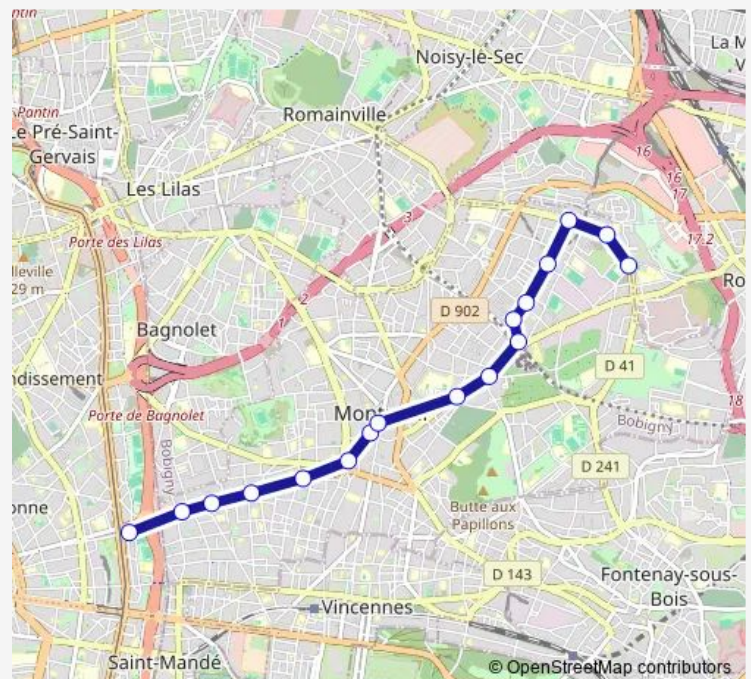 antin
Noisy-le-Sec
La M
V
Romainville
Pantin
e Pré-Saint-
Gervais
Les Lilas
16
16
17
3
Porte des Lilas
17.2
lleville
29 m
2
Ro
D 902
1
Bagnolet
ndissement
D 41
18
Porte de Bagnolet
Mont
Bobigny
Bobigny
D 241
onne
Butte aux
Papillons
D 143
Fontenay-sous-
Bois
Vincennes
Saint-Mandé
© OpenStreetMap contributors